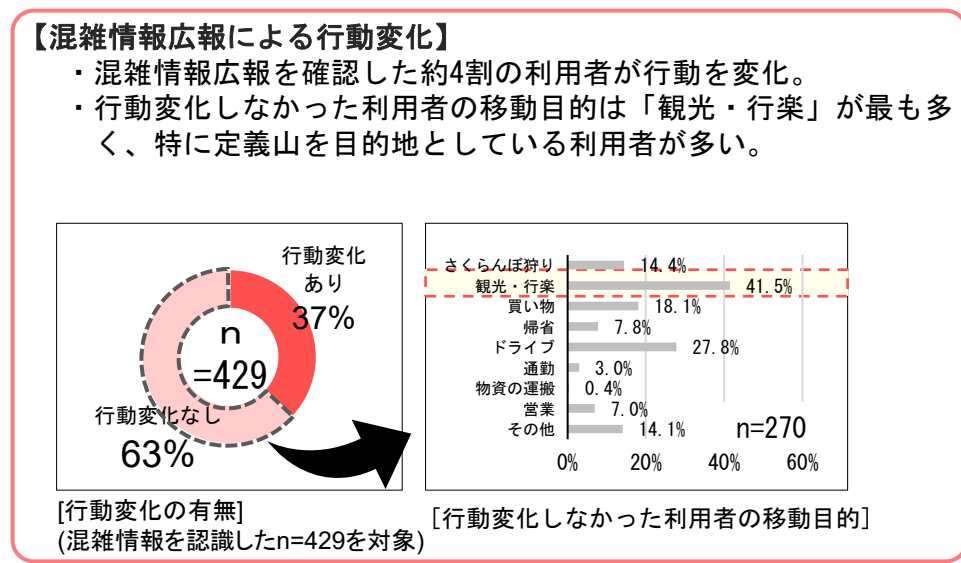 【混雑情報広報による行動変化】
・混雑情報広報を確認した約4割の利用者が行動を変化。
・行動変化しなかった利用者の移動目的は「観光・行楽」が最も多
く、特に定義山を目的地としている利用者が多い。
行動変化
あり
37%
n
=429
行動変化なし
63%
[行動変化の有無]
(混雑情報を認識したn=429を対象)
さくらんぼ狩り 14.4%
観光・行楽 41.5%
買い物 18.1%
帰省 7.8%
ドライブ 27.8%
通勤 3.0%
物資の運搬 0.4%
営業 7.0%
その他 14.1%
n=270
0% 20% 40% 60%
[行動変化しなかった利用者の移動目的]